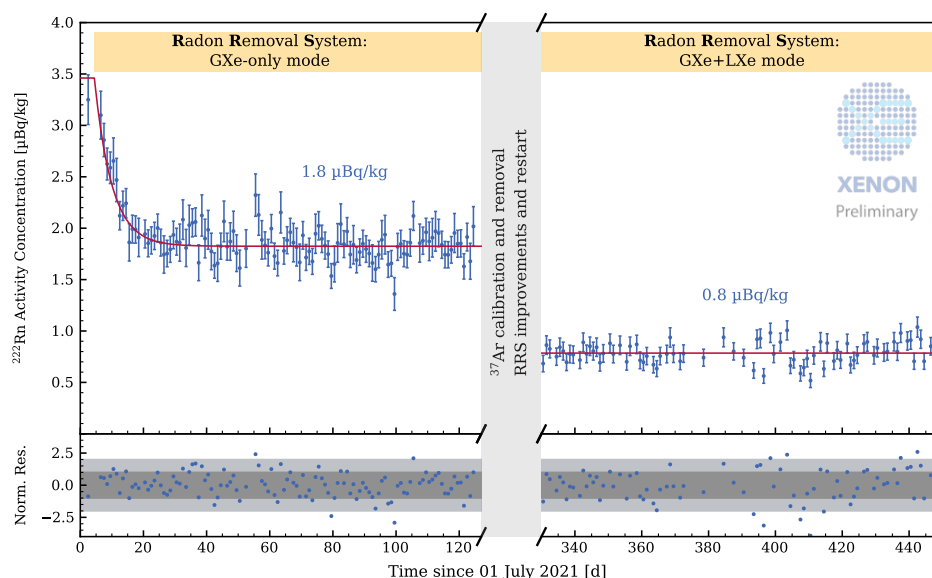 4.0
3.5
3.0
2.5
2.0
1.5
1.0
0.5
²²²Rn Activity Concentration [µBq/kg]
Radon Removal System:
GXe-only mode
1.8 µBq/kg
³⁷Ar calibration and removal
RRS improvements and restart
Radon Removal System:
GXe+LXe mode
XENON
Preliminary
0.8 µBq/kg
Norm. Res.
2.5
0.0
−2.5
0 20 40 60 80 100 120 340 360 380 400 420 440
Time since 01 July 2021 [d]